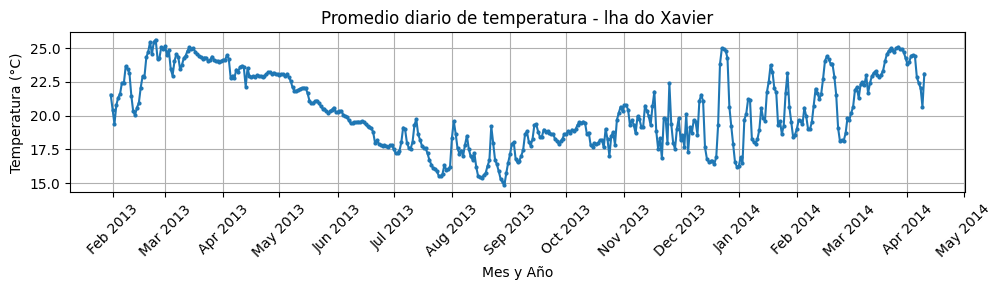 Promedio diario de temperatura - lha do Xavier
Temperatura (°C)
25.0
22.5
20.0
17.5
15.0
Feb 2013
Mar 2013
Apr 2013
May 2013
Jun 2013
Jul 2013
Aug 2013
Sep 2013
Oct 2013
Nov 2013
Dec 2013
Jan 2014
Feb 2014
Mar 2014
Apr 2014
May 2014
Mes y Año